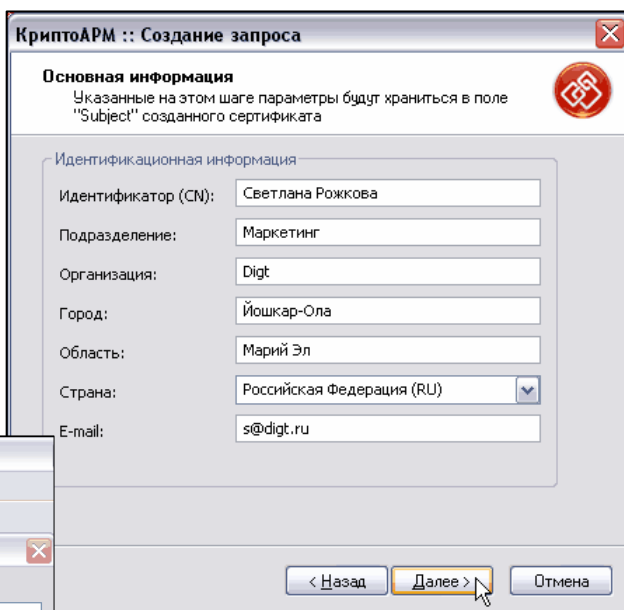 КриптоАРМ :: Создание запроса
Основная информация
Указанные на этом шаге параметры будут храниться в поле
"Subject" созданного сертификата
Идентификационная информация
Идентификатор (CN): Светлана Рожкова
Подразделение: Маркетинг
Организация: Digt
Город: Йошкар-Ола
Область: Марий Эл
Страна: Российская Федерация (RU)
E-mail: s@digt.ru
< Назад Далее > Отмена